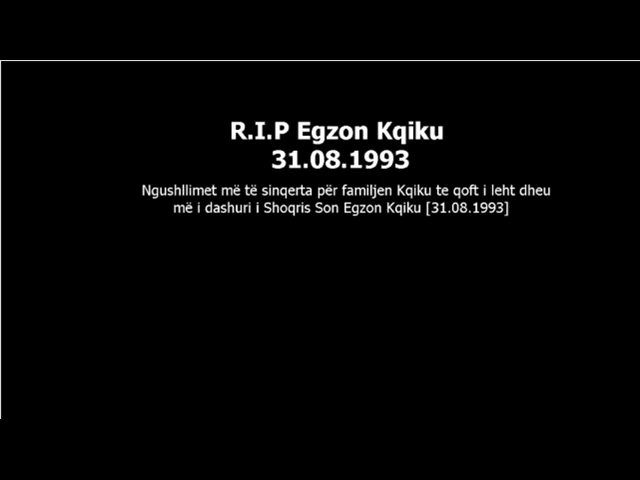 R.I.P Egzon Kqiku
31.08.1993
Ngushllimet më të sinqerta për familjen Kqiku te qoft i leht dheu
më i dashuri i Shoqris Son Egzon Kqiku [31.08.1993]